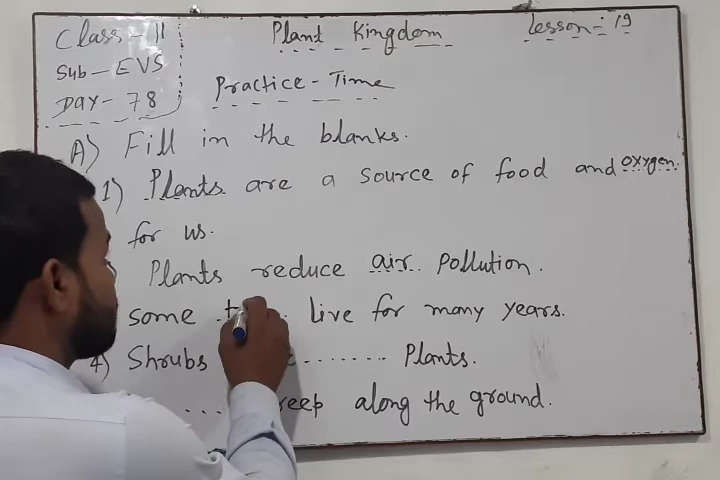 Class - II
Sub - EVS
Day - 78
Plant Kingdom
Lesson - 19
Practice - Time
A) Fill in the blanks.
1) Plants are a source of food and oxygen.
for us.
Plants reduce air pollution.
some live for many years.
4) Shrubs ........ Plants.
.... along the ground.